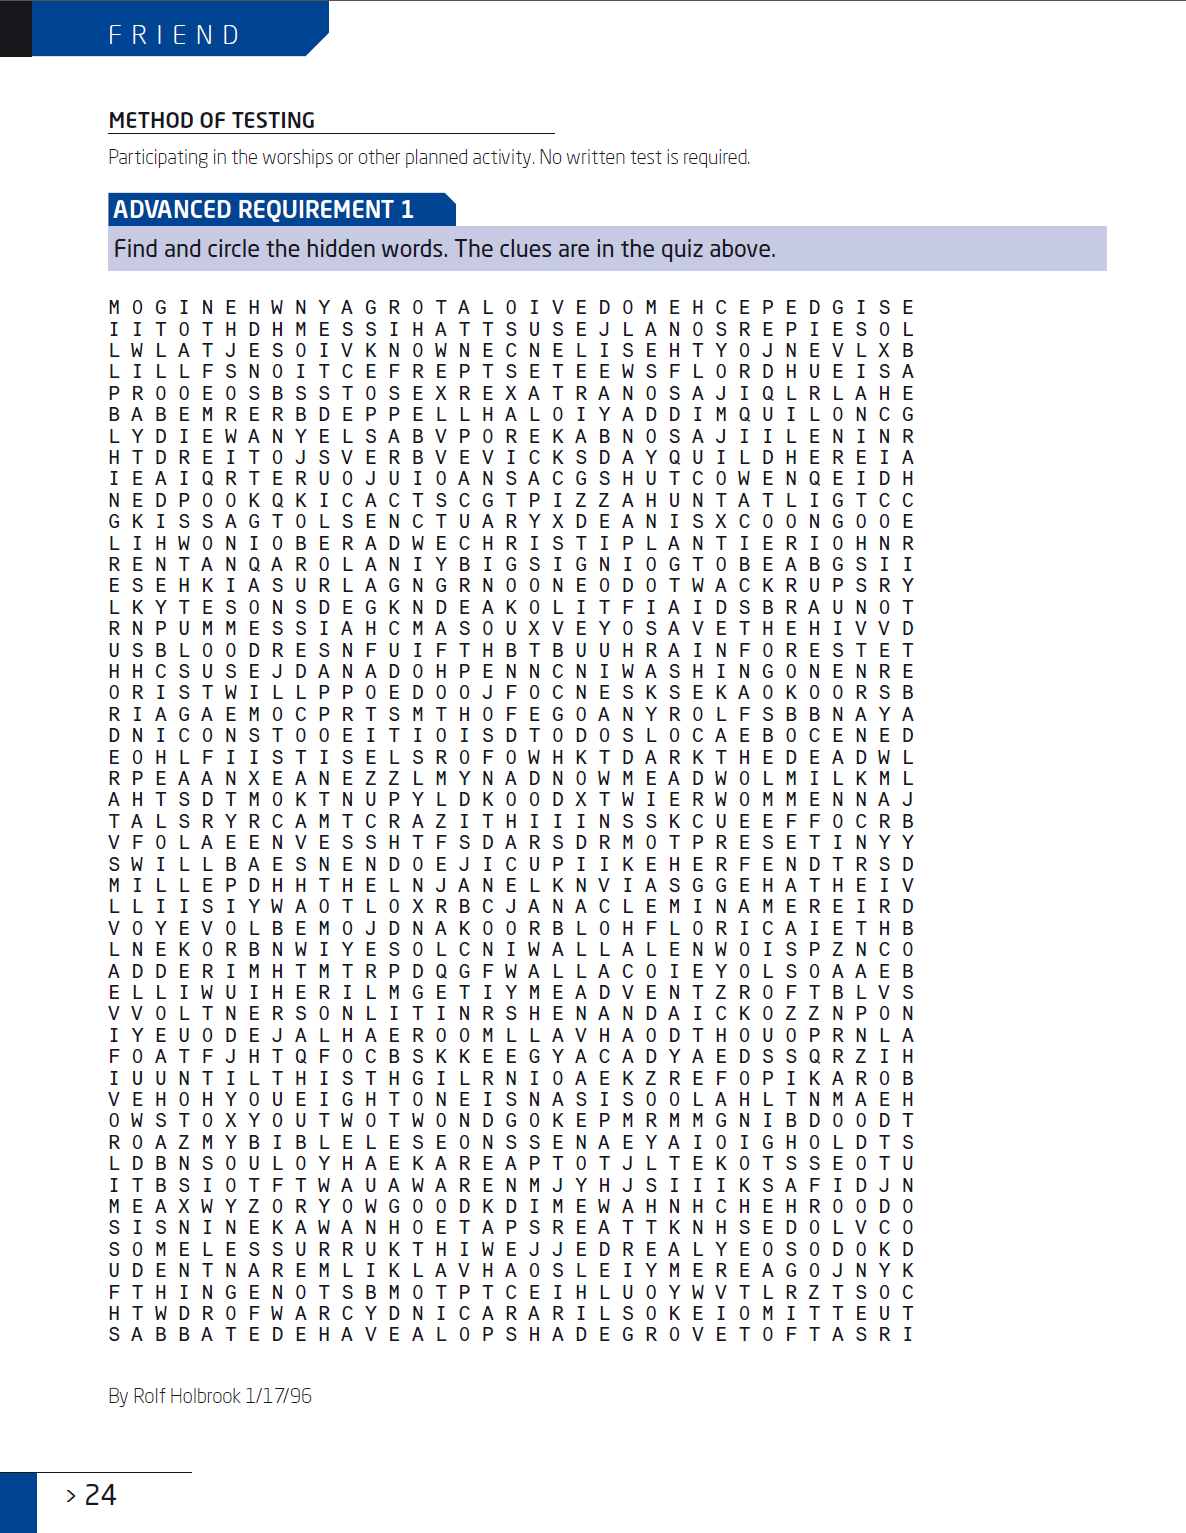 FRIEND
METHOD OF TESTING
Participating in the worships or other planned activity. No written test is required.
ADVANCED REQUIREMENT 1
Find and circle the hidden words. The clues are in the quiz above.
M O G I N E H W N Y A G R O T A L O I V E D O M E H C E P E D G I S E
I I T O T H D H M E S S I H A T T S U S E J L A N O S R E P I E S O L
L W L A T J E S O I V K N O W N E C N E L I S E H T Y O J N E V L X B
L I L L F S N O I T C E F R E P T S E T E E W S F L O R D H U E I S A
P R O O E O S B S S T O S E X R E X A T R A N O S A J I Q L R L A H E
B A B E M R E R B D E P P E L L H A L O I Y A D D I M Q U I L O N C G
L Y D I E W A N Y E L S A B V P O R E K A B N O S A J I I L E N I N R
H T D R E I T O J S V E R B V E V I C K S D A Y Q U I L D H E R E I A
I E A I Q R T E R U O J U I O A N S A C G S H U T C O W E N Q E I D H
N E D P O O K Q K I C A C T S C G T P I Z Z A H U N T A T L I G T C C
G K I S S A G T O L S E N C T U A R Y X D E A N I S X C O O N G O O E
L I H W O N I O B E R A D W E C H R I S T I P L A N T I E R I O H N R
R E N T A N Q A R O L A N I Y B I G S I G N I O G T O B E A B G S I I
E S E H K I A S U R L A G N G R N O O N E O D O T W A C K R U P S R Y
L K Y T E S O N S D E G K N D E A K O L I T F I A I D S B R A U N O T
R N P U M M E S S I A H C M A S O U X V E Y O S A V E T H E H I V V D
U S B L O O D R E S N F U I F T H B T B U U H R A I N F O R E S T E T
H H C S U S E J D A N A D O H P E N N C N I W A S H I N G O N E N R E
O R I S T W I L L P P O E D O O J F O C N E S K S E K A O K O O R S B
R I A G A E M O C P R T S M T H O F E G O A N Y R O L F S B B N A Y A
D N I C O N S T O O E I T I O I S D T O D O S L O C A E B O C E N E D
E O H L F I I S T I S E L S R O F O W H K T D A R K T H E D E A D W L
R P E A A N X E A N E Z Z L M Y N A D N O W M E A D W O L M I L K M L
A H T S D T M O K T N U P Y L D K O O D X T W I E R W O M M E N N A J
T A L S R Y R C A M T C R A Z I T H I I I N S S K C U E E F F O C R B
V F O L A E E N V E S S H T F S D A R S D R M O T P R E S E T I N Y Y
S W I L L B A E S N E N D O E J I C U P I I K E H E R F E N D T R S D
M I L L E P D H H T H E L N J A N E L K N V I A S G G E H A T H E I V
L L I I S I Y W A O T L O X R B C J A N A C L E M I N A M E R E I R D
V O Y E V O L B E M O J D N A K O O R B L O H F L O R I C A I E T H B
L N E K O R B N W I Y E S O L C N I W A L L A L E N W O I S P Z N C O
A D D E R I M H T M T R P D Q G F W A L L A C O I E Y O L S O A A E B
E L L I W U I H E R I L M G E T I Y M E A D V E N T Z R O F T B L V S
V V O L T N E R S O N L I T I N R S H E N A N D A I C K O Z Z N P O N
I Y E U O D E J A L H A E R O O M L L A V H A O D T H O U O P R N L A
F O A T F J H T Q F O C B S K K E E G Y A C A D Y A E D S S Q R Z I H
I U U N T I L T H I S T H G I L R N I O A E K Z R E F O P I K A R O B
V E H O H Y O U E I G H T O N E I S N A S I S O O L A H L T N M A E H
O W S T O X Y O U T W O T W O N D G O K E P M R M M G N I B D O O D T
R O A Z M Y B I B L E L E S E O N S S E N A E Y A I O I G H O L D T S
L D B N S O U L O Y H A E K A R E A P T O T J L T E K O T S S E O T U
I T B S I O T F T W A U A W A R E N M J Y H J S I I I K S A F I D J N
M E A X W Y Z O R Y O W G O O D K D I M E W A H N H C H E H R O O D O
S I S N I N E K A W A N H O E T A P S R E A T T K N H S E D O L V C O
S O M E L E S S U R R U K T H I W E J J E D R E A L Y E O S O D O K D
U D E N T N A R E M L I K L A V H A O S L E I Y M E R E A G O J N Y K
F T H I N G E N O T S B M O T P T C E I H L U O Y W V T L R Z T S O C
H T W D R O F W A R C Y D N I C A R A R I L S O K E I O M I T T E U T
S A B B A T E D E H A V E A L O P S H A D E G R O V E T O F T A S R I
By Rolf Holbrook 1/17/96
> 24